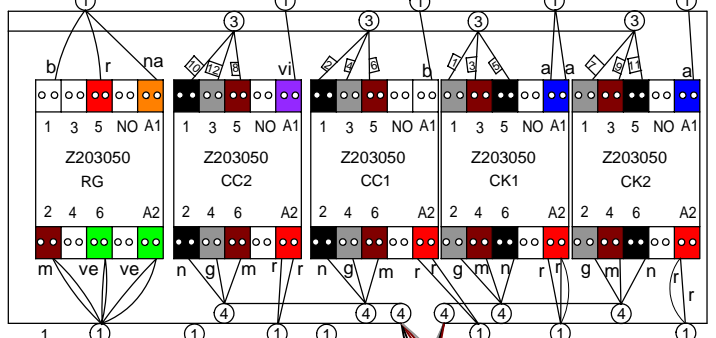 1 1 1 1 1
3 3 3 3
b r na 10 12 8 vi 2 4 6 b 1 3 5 a a 7 9 11 a
1 3 5 NO A1 1 3 5 NO A1 1 3 5 NO A1 1 3 5 NO A1 1 3 5 NO A1
Z203050 Z203050 Z203050 Z203050 Z203050
RG CC2 CC1 CK1 CK2
2 4 6 A2 2 4 6 A2 2 4 6 A2 2 4 6 A2 2 4 6 A2
m ve ve n g m r r n g m r r g m n r r g m n r
r
4 4 4 4 4 4
1 1 1 1 1 1 1 1